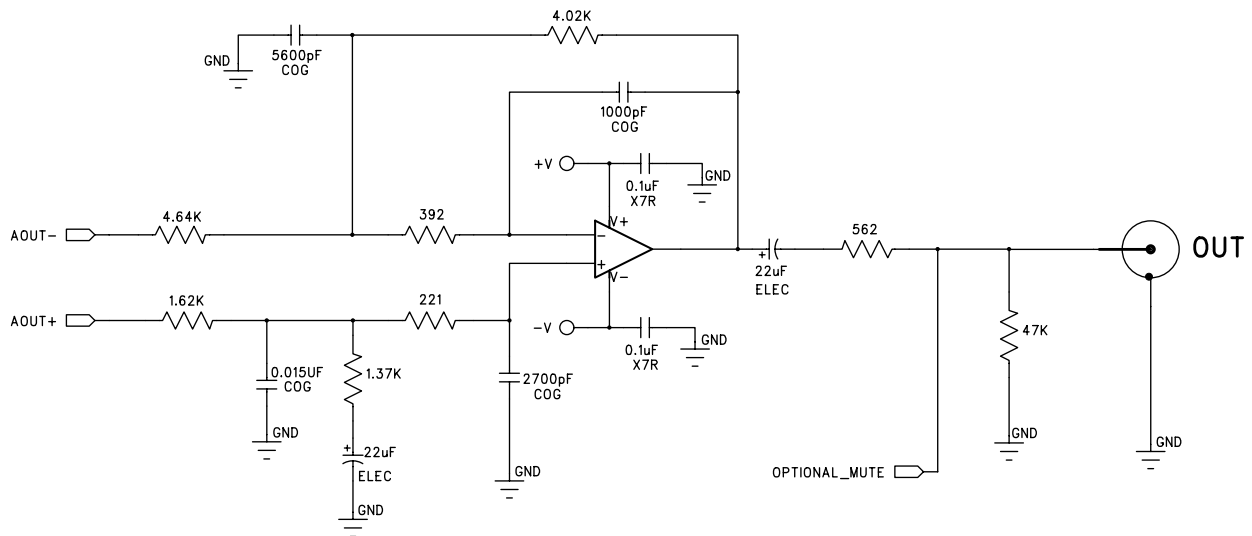 4.02K
GND
5600pF
COG
1000pF
COG
+V
0.1uF
X7R
GND
V+
4.64K
392
AOUT-
-
562
OUT
+
22uF
ELEC
+
V-
1.62K
221
AOUT+
-V
0.1uF
X7R
GND
47K
0.015UF
COG
1.37K
2700pF
COG
GND
+
22uF
ELEC
GND
GND
GND
GND
OPTIONAL_MUTE